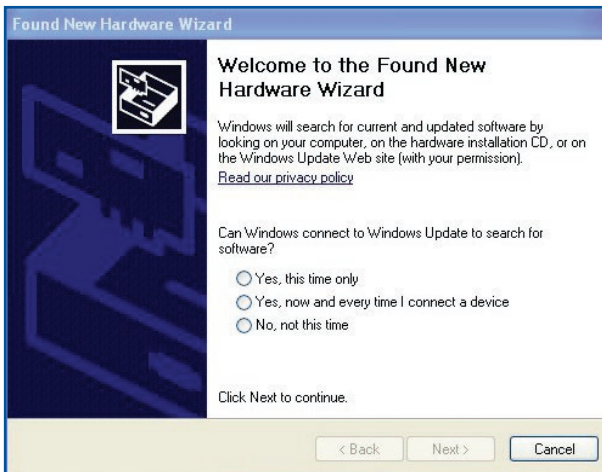 Found New Hardware Wizard
Welcome to the Found New
Hardware Wizard
Windows will search for current and updated software by
looking on your computer, on the hardware installation CD, or on
the Windows Update Web site (with your permission).
Read our privacy policy
Can Windows connect to Windows Update to search for
software?
Yes, this time only
Yes, now and every time I connect a device
No, not this time
Click Next to continue.
< Back
Next >
Cancel